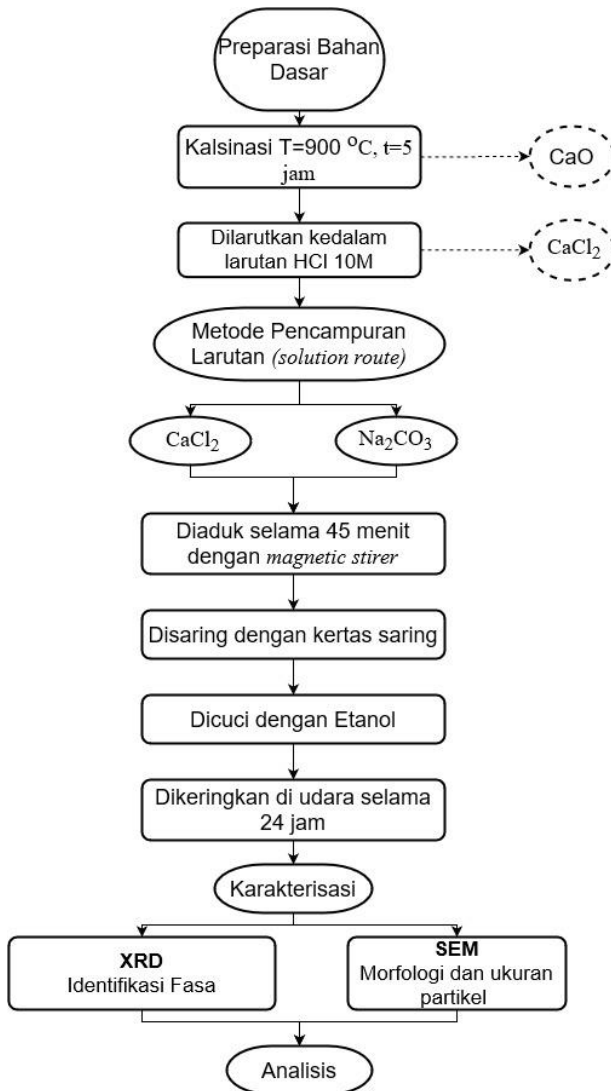 Preparasi Bahan
Dasar
Kalsinasi T=900 °C, t=5
jam
CaO
Dilarutkan kedalam
larutan HCl 10M
CaCl₂
Metode Pencampuran
Larutan (solution route)
CaCl₂
Na₂CO₃
Diaduk selama 45 menit
dengan magnetic stirer
Disaring dengan kertas saring
Dicuci dengan Etanol
Dikeringkan di udara selama
24 jam
Karakterisasi
XRD
Identifikasi Fasa
SEM
Morfologi dan ukuran
partikel
Analisis